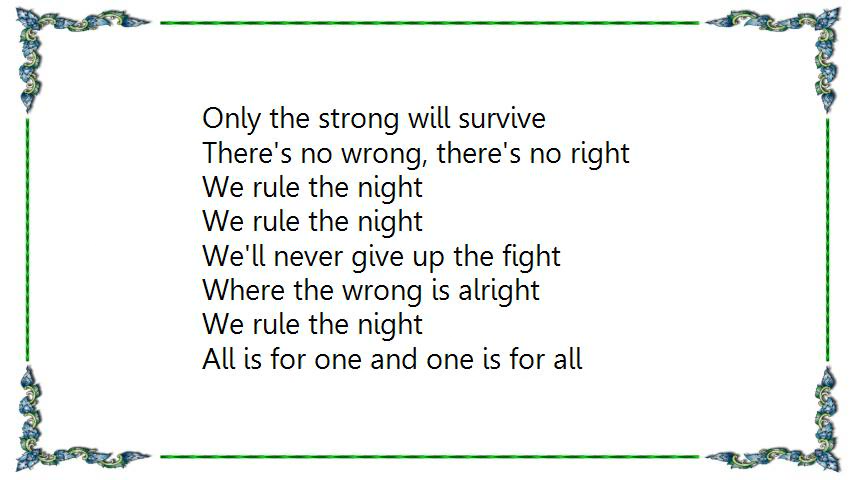 Only the strong will survive
There's no wrong, there's no right
We rule the night
We rule the night
We'll never give up the fight
Where the wrong is alright
We rule the night
All is for one and one is for all